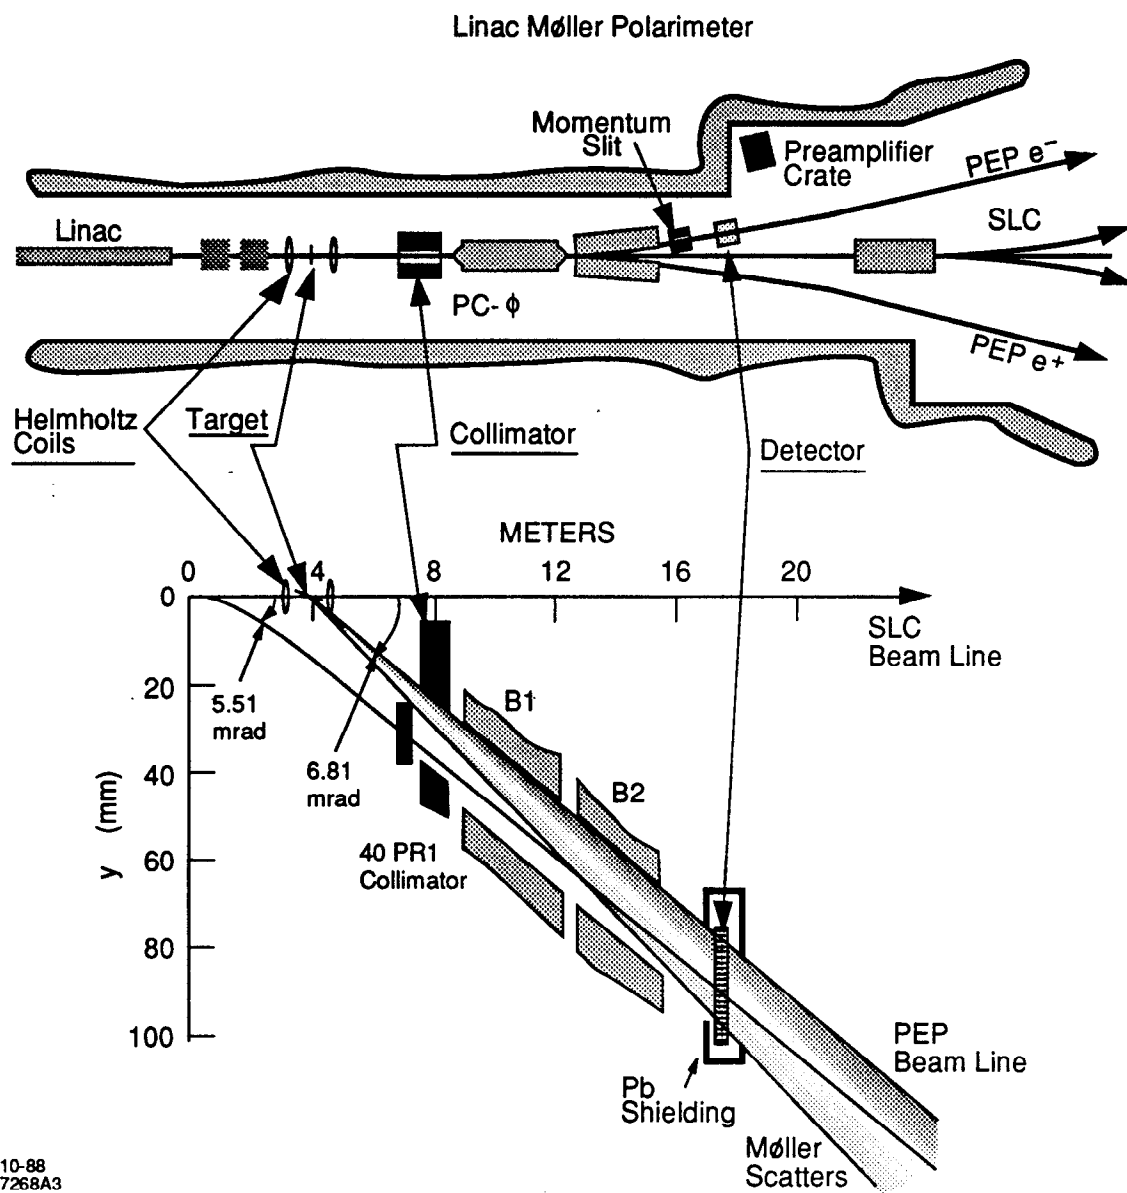 Linac Møller Polarimeter
Momentum
Slit
Preamplifier
Crate
PEP e−
Linac
SLC
PC- ϕ
PEP e+
Helmholtz
Coils
Target
Collimator
Detector
METERS
0 4 8 12 16 20
0
SLC
Beam Line
20
5.51
mrad
B1
6.81
mrad
40
B2
y (mm)
40 PR1
Collimator
60
80
100
PEP
Beam Line
Pb
Shielding
Møller
Scatters
10-88
7268A3